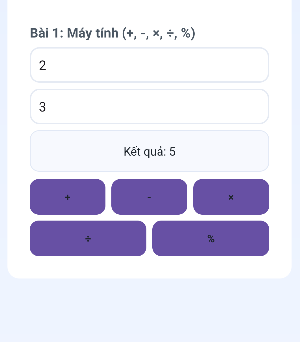 Bài 1: Máy tính (+, -, ×, ÷, %)
2
3
Kết quả: 5
+ - ×
÷ %